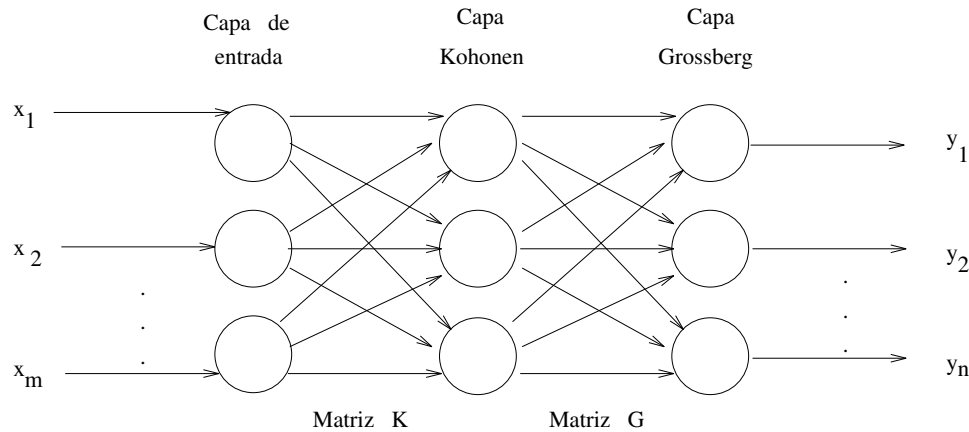 Capa de
entrada
Capa
Kohonen
Capa
Grossberg
x1
x2
xm
y1
y2
yn
Matriz K
Matriz G